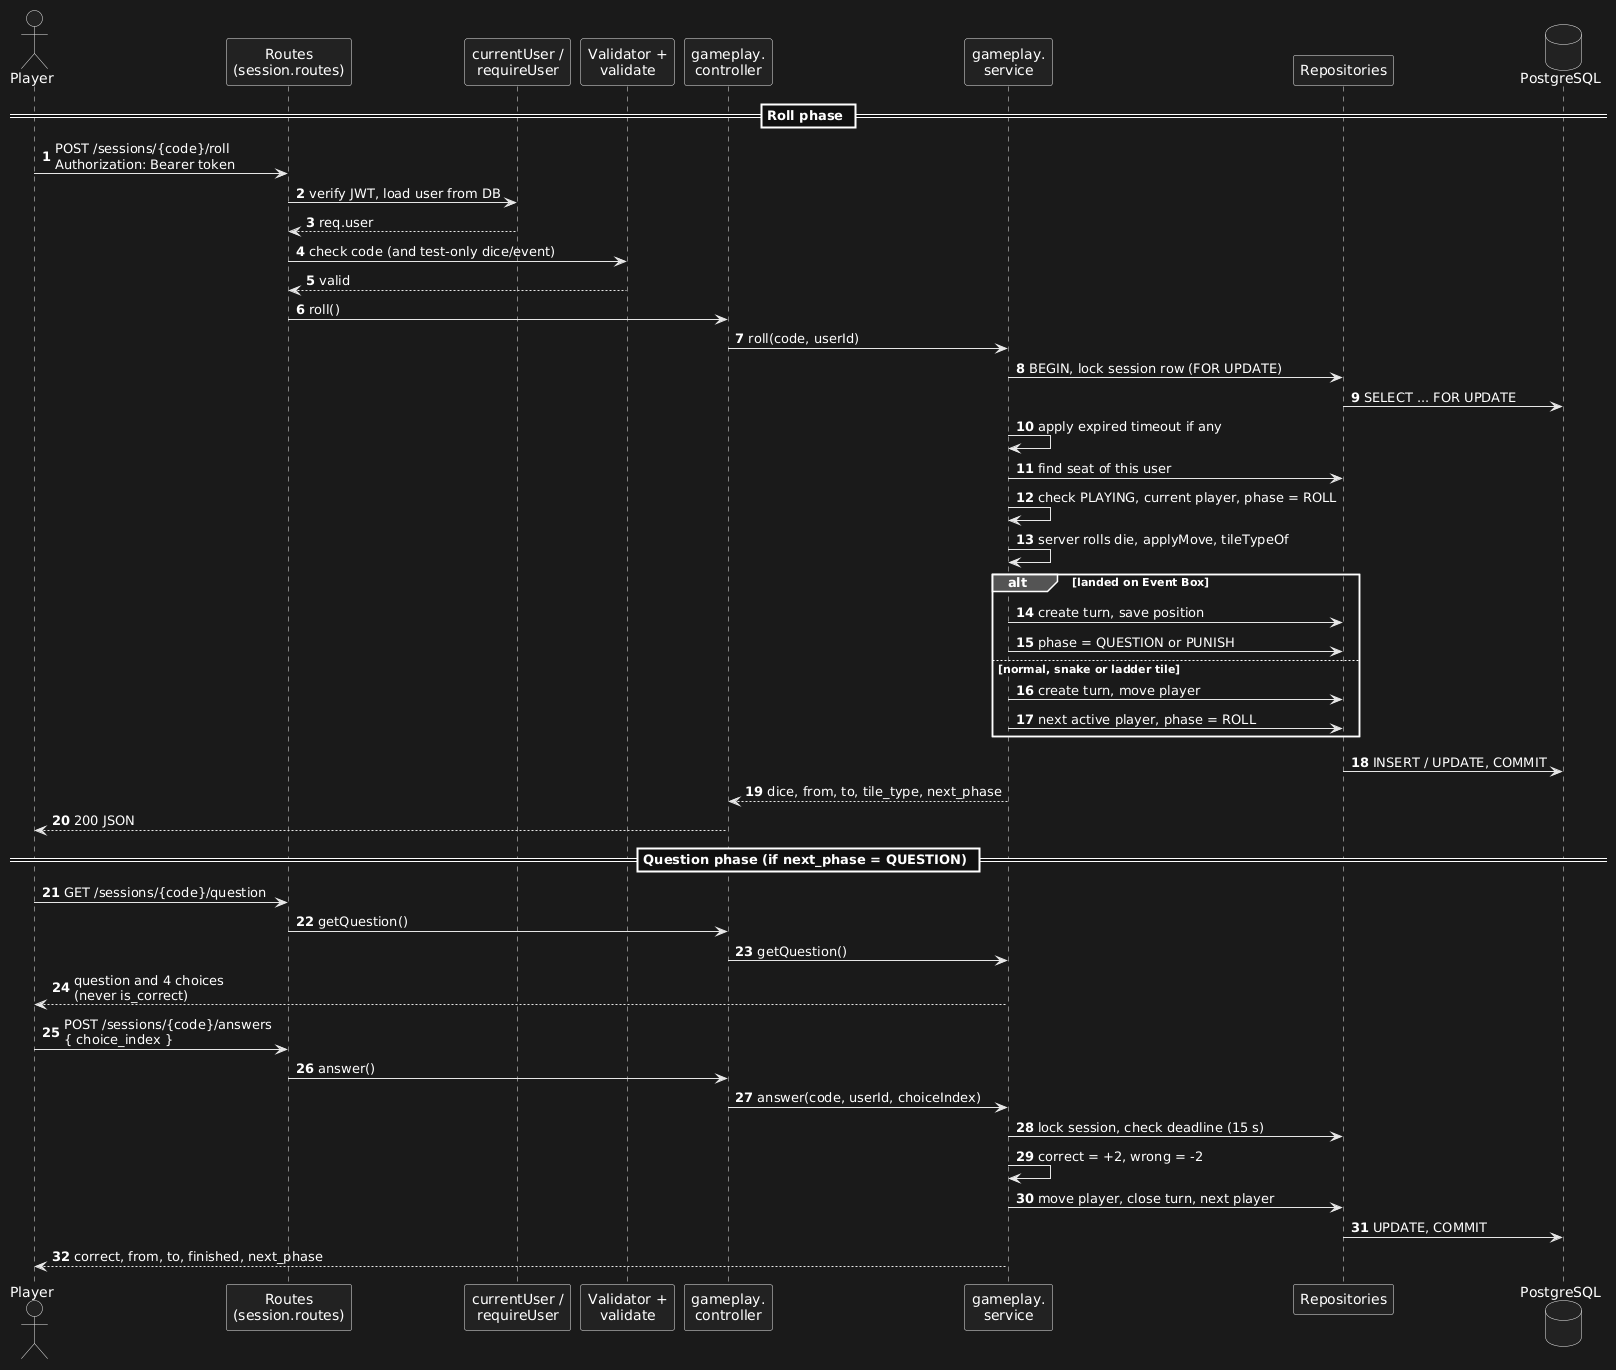 Player
Routes
(session.routes)
currentUser /
requireUser
Validator +
validate
gameplay.
controller
gameplay.
service
Repositories
PostgreSQL
Roll phase
1 POST /sessions/{code}/roll
Authorization: Bearer token
2 verify JWT, load user from DB
3 req.user
4 check code (and test-only dice/event)
5 valid
6 roll()
7 roll(code, userId)
8 BEGIN, lock session row (FOR UPDATE)
9 SELECT ... FOR UPDATE
10 apply expired timeout if any
11 find seat of this user
12 check PLAYING, current player, phase = ROLL
13 server rolls die, applyMove, tileTypeOf
alt [landed on Event Box]
14 create turn, save position
15 phase = QUESTION or PUNISH
[normal, snake or ladder tile]
16 create turn, move player
17 next active player, phase = ROLL
18 INSERT / UPDATE, COMMIT
19 dice, from, to, tile_type, next_phase
20 200 JSON
Question phase (if next_phase = QUESTION)
21 GET /sessions/{code}/question
22 getQuestion()
23 getQuestion()
24 question and 4 choices
(never is_correct)
25 POST /sessions/{code}/answers
{ choice_index }
26 answer()
27 answer(code, userId, choiceIndex)
28 lock session, check deadline (15 s)
29 correct = +2, wrong = -2
30 move player, close turn, next player
31 UPDATE, COMMIT
32 correct, from, to, finished, next_phase
Player
Routes
(session.routes)
currentUser /
requireUser
Validator +
validate
gameplay.
controller
gameplay.
service
Repositories
PostgreSQL